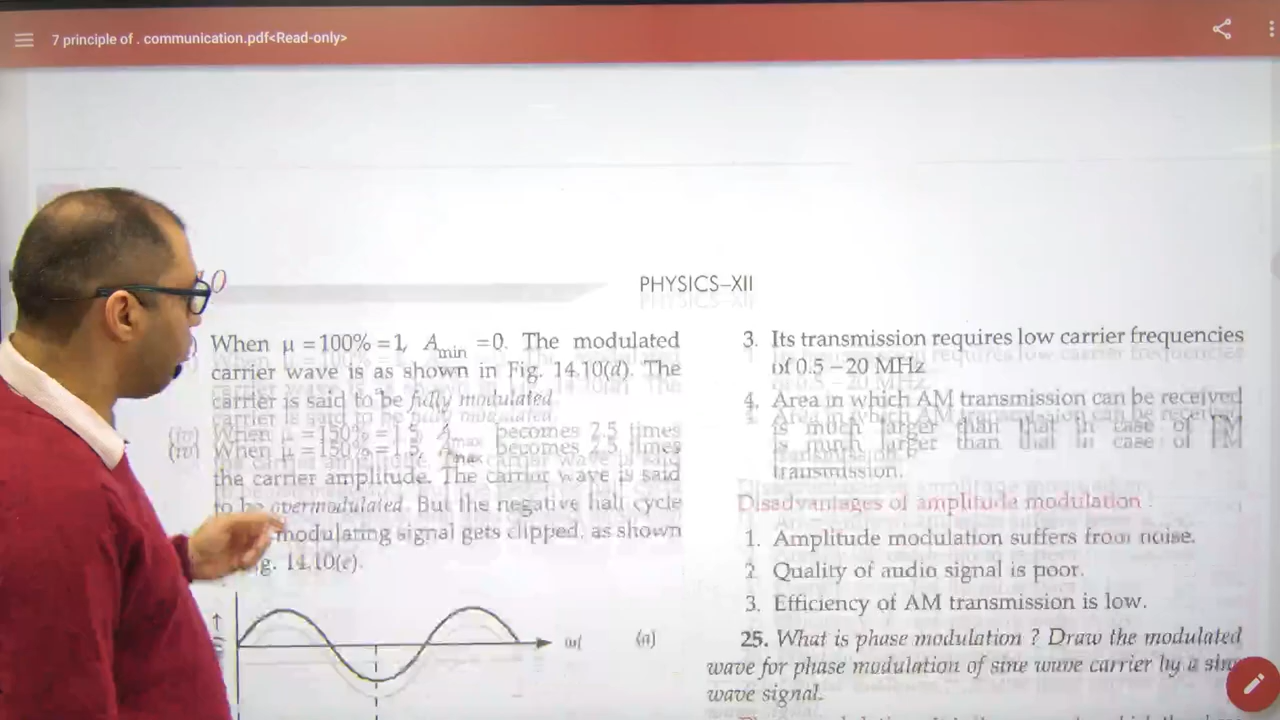 7 principle of . communication.pdf<Read-only>
PHYSICS–XII
When μ = 100% = 1, Amin = 0. The modulated
carrier wave is as shown in Fig. 14.10(d). The
carrier is said to be fully modulated.
(iv) When μ = 150% = 1.5, Amax becomes 2.5 times
the carrier amplitude. The carrier wave is said
to be overmodulated. But the negative half cycle
modulating signal gets clipped, as shown
14.10(e).
ωt
(a)
3. Its transmission requires low carrier frequencies
of 0.5 – 20 MHz
4. Area in which AM transmission can be received
is much larger than that in case of FM
transmission.
Disadvantages of amplitude modulation :
1. Amplitude modulation suffers from noise.
2. Quality of audio signal is poor.
3. Efficiency of AM transmission is low.
25. What is phase modulation ? Draw the modulated
wave for phase modulation of sine wave carrier by a sine
wave signal.